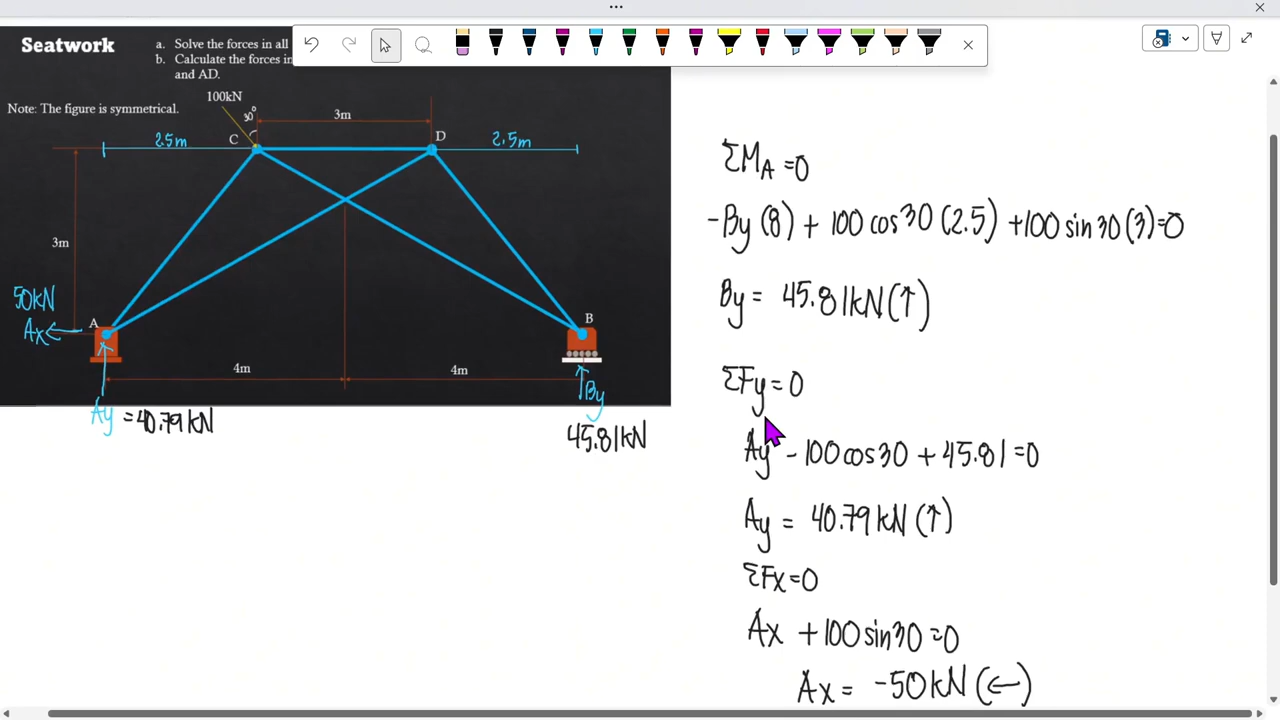 Seatwork
a. Solve the forces in all
b. Calculate the forces in
and AD.
Note: The figure is symmetrical.
100kN
30°
3m
2.5m
C
D
2.5m
3m
50kN
Ax
A
B
4m
4m
Ay = 40.79 kN
By
45.81kN
ΣMA = 0
-By (8) + 100 cos 30 (2.5) + 100 sin 30 (3) = 0
By = 45.81kN (↑)
ΣFy = 0
Ay - 100 cos 30 + 45.81 = 0
Ay = 40.79 kN (↑)
ΣFx = 0
Ax + 100 sin 30 = 0
Ax = -50kN (←)